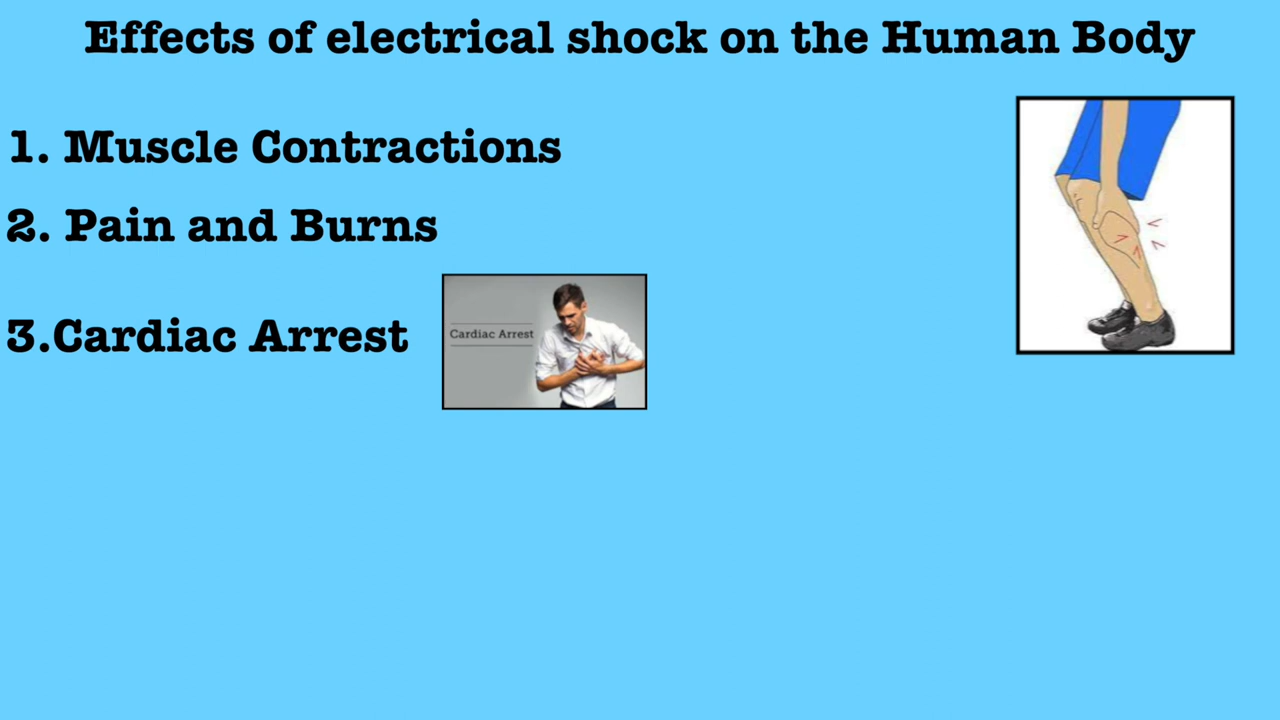 Effects of electrical shock on the Human Body
1. Muscle Contractions
2. Pain and Burns
3.Cardiac Arrest
Cardiac Arrest